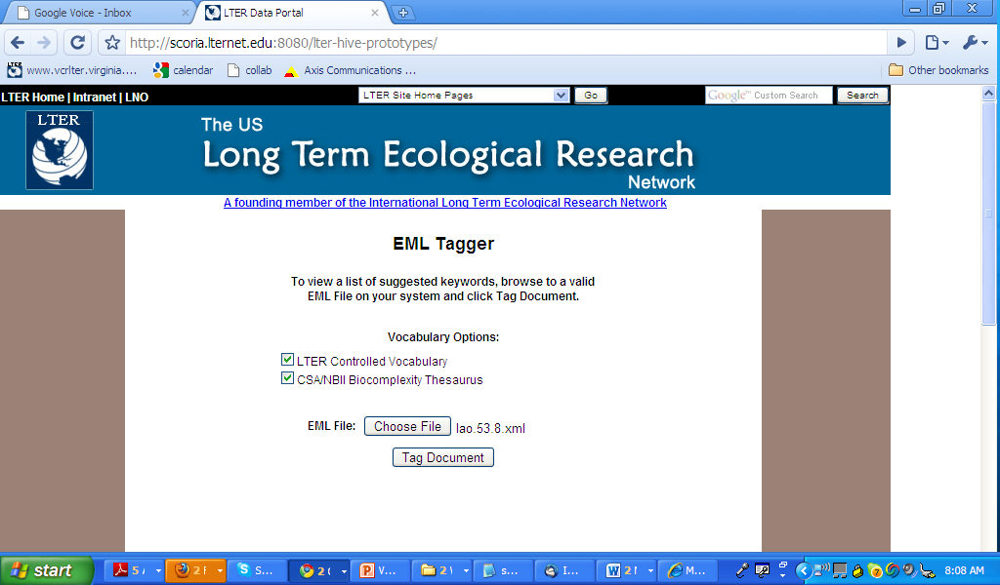 Google Voice - Inbox
LTER Data Portal
http://scoria.lternet.edu:8080/lter-hive-prototypes/
www.vcrlter.virginia....
calendar
collab
Axis Communications ...
Other bookmarks
LTER Home | Intranet | LNO
LTER Site Home Pages
Go
Google™ Custom Search
Search
LTER
The US
Long Term Ecological Research
Network
A founding member of the International Long Term Ecological Research Network
EML Tagger
To view a list of suggested keywords, browse to a valid
EML File on your system and click Tag Document.
Vocabulary Options:
LTER Controlled Vocabulary
CSA/NBII Biocomplexity Thesaurus
EML File: Choose File lao.53.8.xml
Tag Document
start
S...
V...
s...
I...
M...
8:08 AM